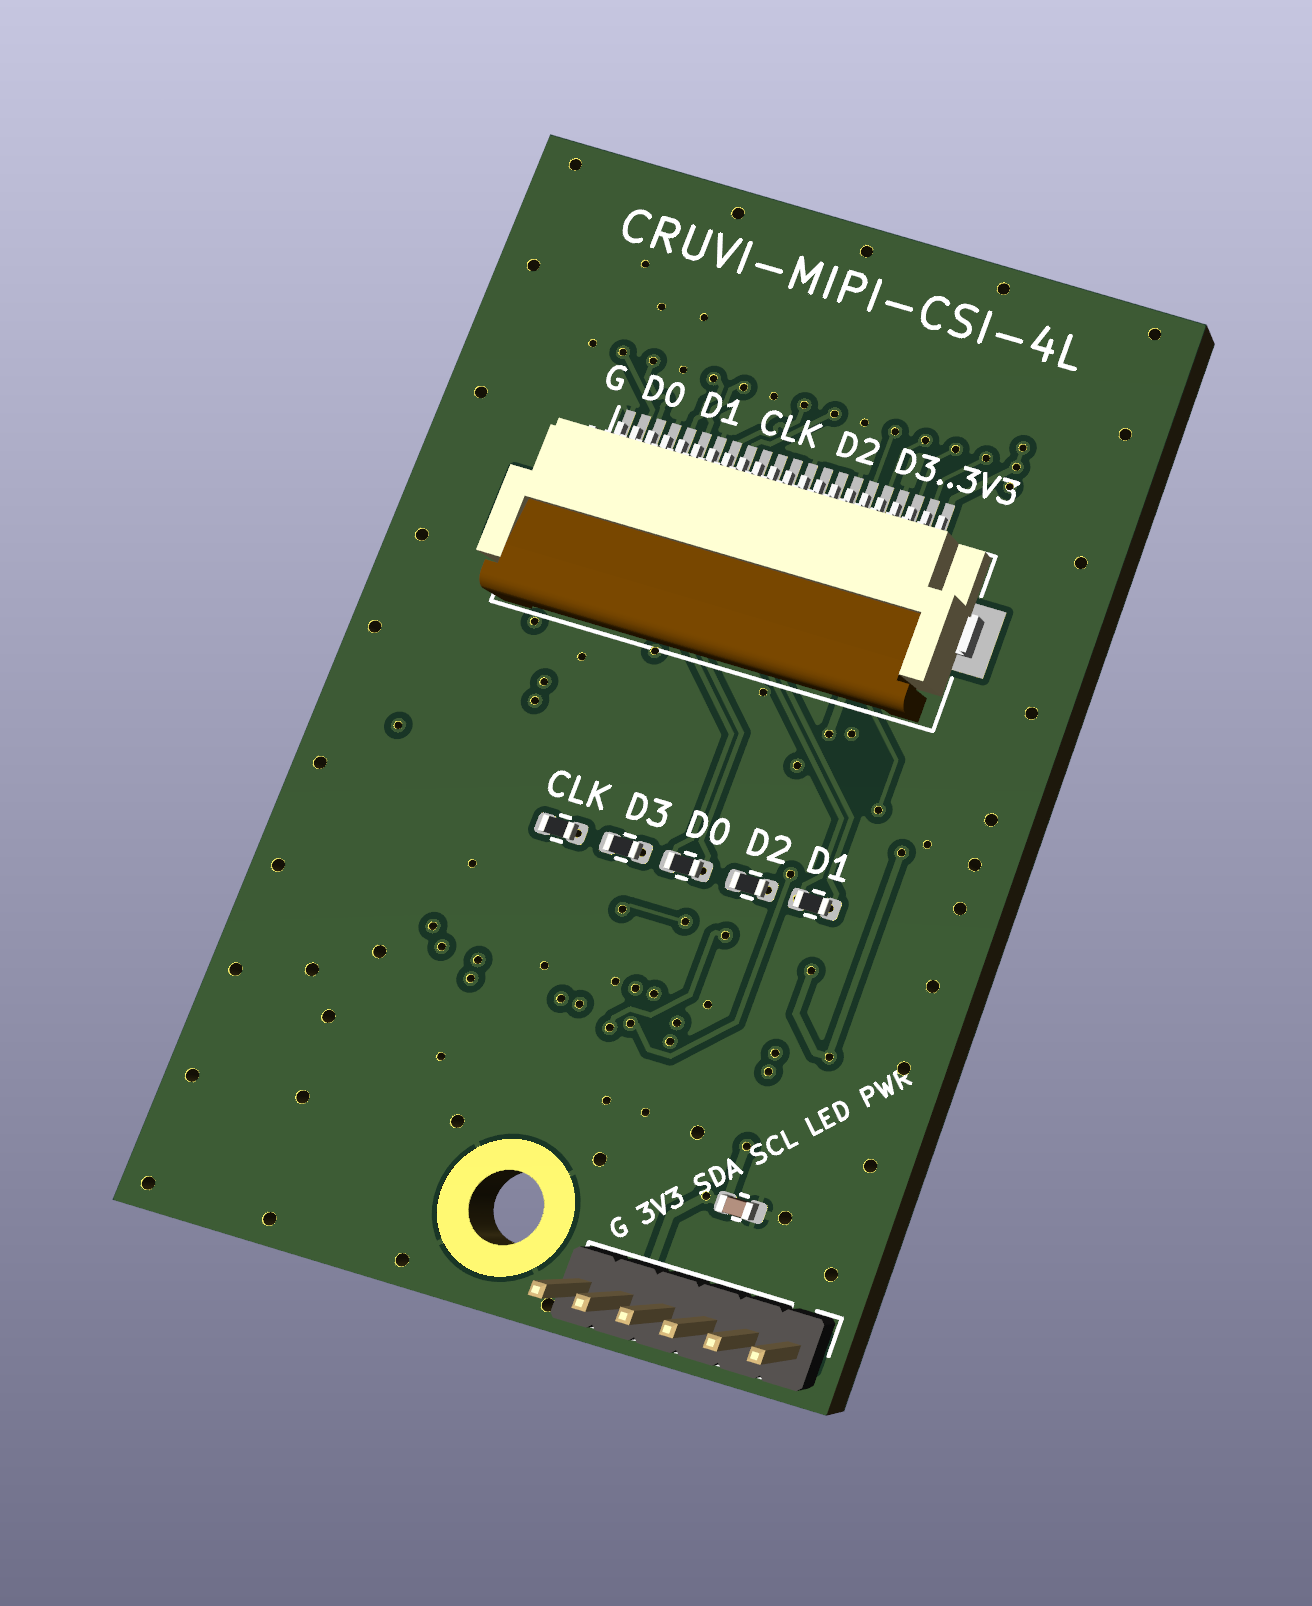 CRUVI-MIPI-CSI-4L
G D0 D1 CLK D2 D3..3V3
CLK D3 D0 D2 D1
G 3V3 SDA SCL LED PWR